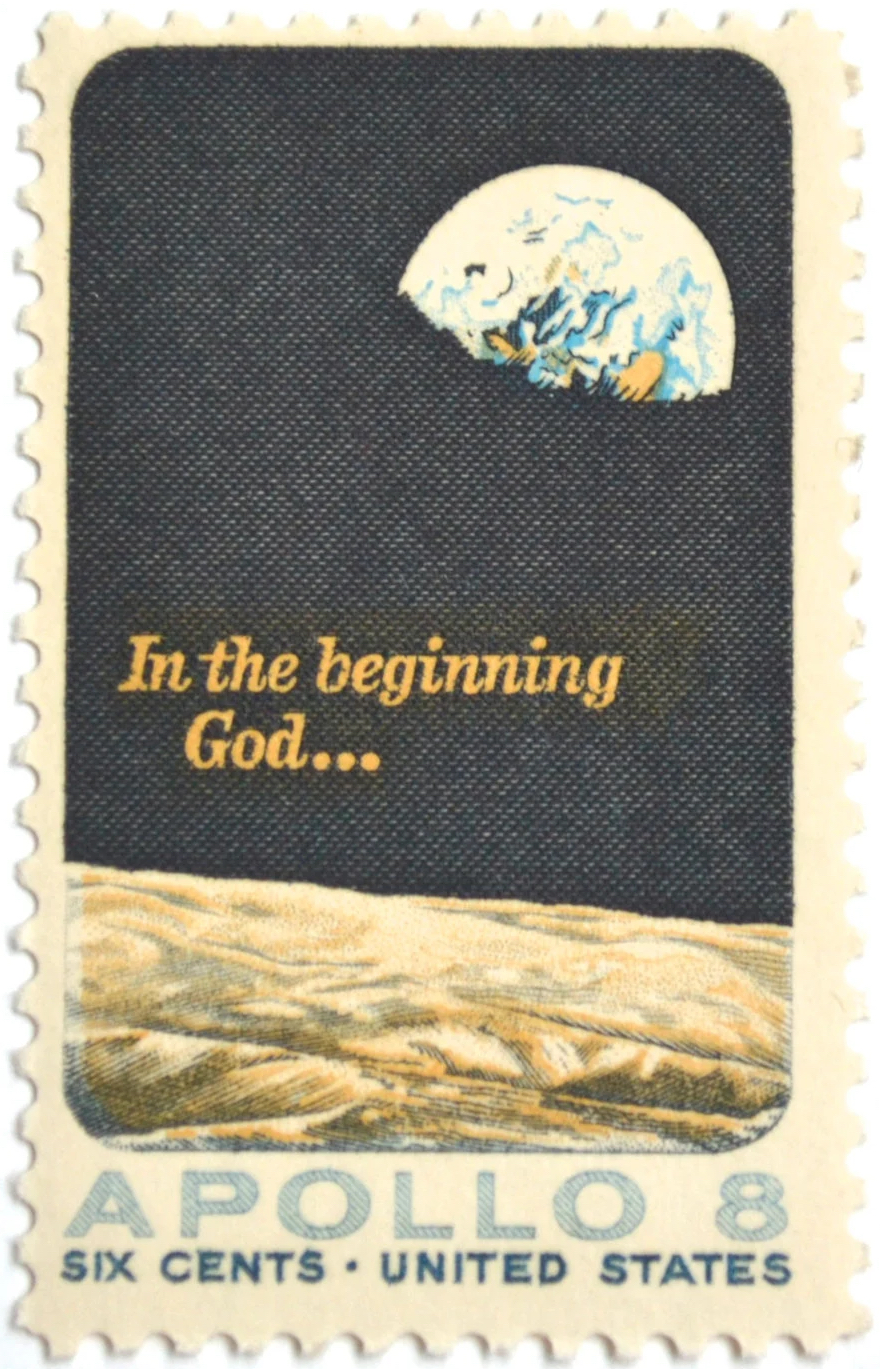 In the beginning
God...
APOLLO 8
SIX CENTS · UNITED STATES